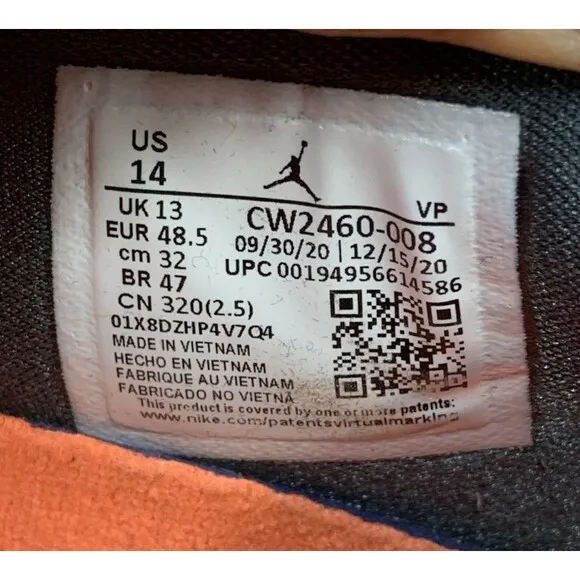 US
14
VP
UK 13
CW2460-008
EUR 48.5
09/30/20 | 12/15/20
cm 32
UPC 00194956614586
BR 47
CN 320(2.5)
01X8DZHP4V7Q4
MADE IN VIETNAM
HECHO EN VIETNAM
FABRIQUE AU VIETNAM
FABRICADO NO VIETNÃ
This product is covered by one or more patents:
www.nike.com/patentsvirtualmarking